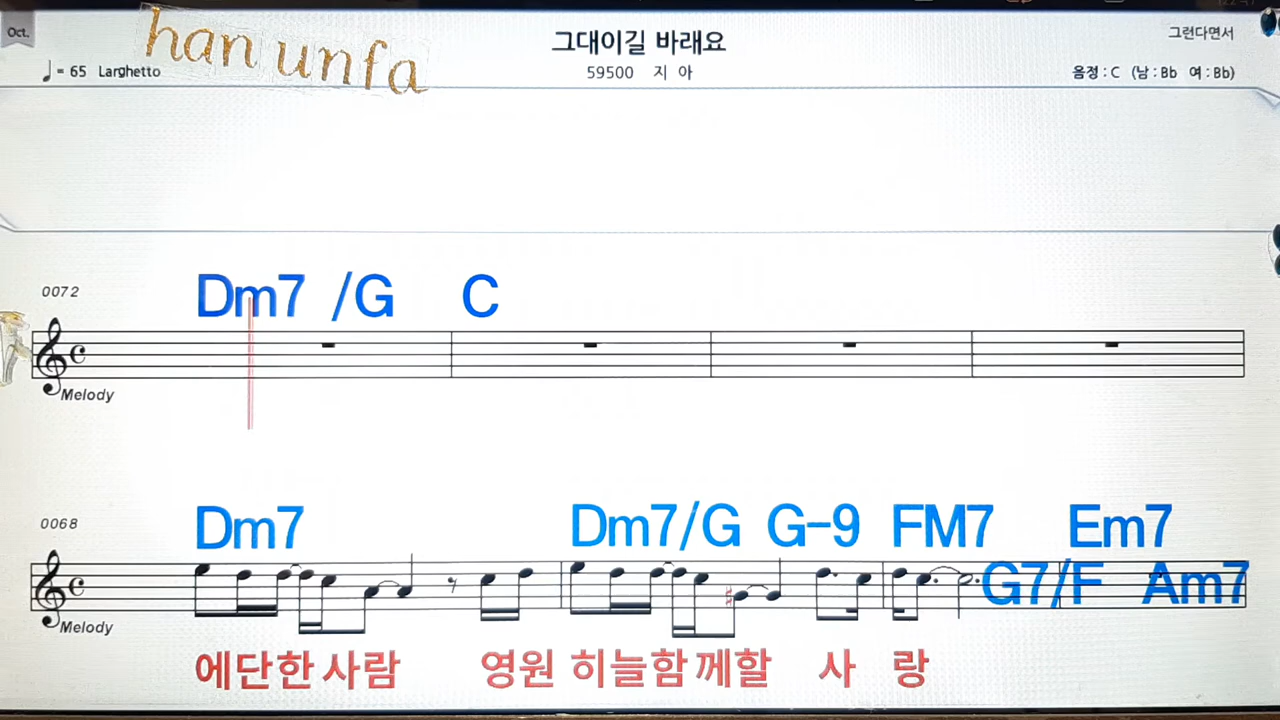 Oct.
han unfa
그대이길 바래요
그런다면서
♩= 65 Larghetto
59500 지 아
음정 : C (남 : Bb 여 : Bb)
0072
Dm7 /G C
Melody
0068
Dm7 Dm7/G G-9 FM7 Em7
G7/F Am7
Melody
에단한 사람 영원 히늘함 께할 사 랑